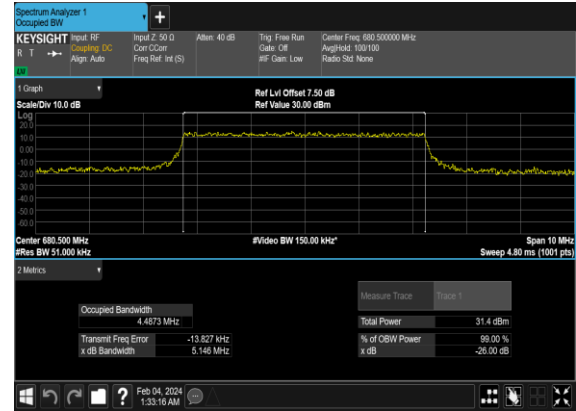 Spectrum Analyzer 1
Occupied BW
KEYSIGHT Input: RF Input Z: 50 Ω Atten: 40 dB Trig: Free Run Center Freq: 680.500000 MHz
R T Coupling: DC Corr CCorr Gate: Off Avg|Hold: 100/100
Align: Auto Freq Ref: Int (S) #IF Gain: Low Radio Std: None
LU
1 Graph
Ref Lvl Offset 7.50 dB
Scale/Div 10.0 dB Ref Value 30.00 dBm
Log
20.0
10.0
0.00
-10.0
-20.0
-30.0
-40.0
-50.0
-60.0
Center 680.500 MHz #Video BW 150.00 kHz* Span 10 MHz
#Res BW 51.000 kHz Sweep 4.80 ms (1001 pts)
2 Metrics
Measure Trace Trace 1
Occupied Bandwidth
4.4873 MHz Total Power 31.4 dBm
Transmit Freq Error -13.827 kHz % of OBW Power 99.00 %
x dB Bandwidth 5.146 MHz x dB -26.00 dB
? Feb 04, 2024
1:33:16 AM